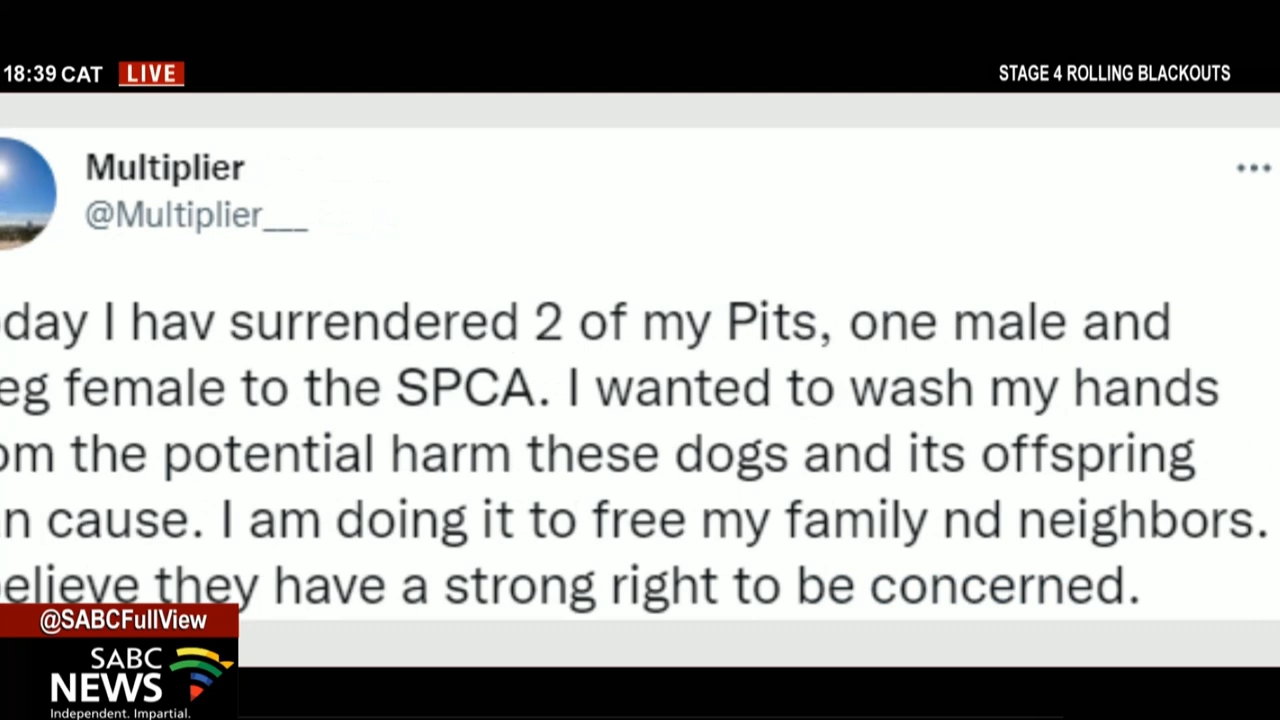 18:39 CAT LIVE
STAGE 4 ROLLING BLACKOUTS
Multiplier
@Multiplier___
day I hav surrendered 2 of my Pits, one male and
eg female to the SPCA. I wanted to wash my hands
om the potential harm these dogs and its offspring
n cause. I am doing it to free my family nd neighbors.
elieve they have a strong right to be concerned.
@SABCFullView
SABC
NEWS
Independent. Impartial.